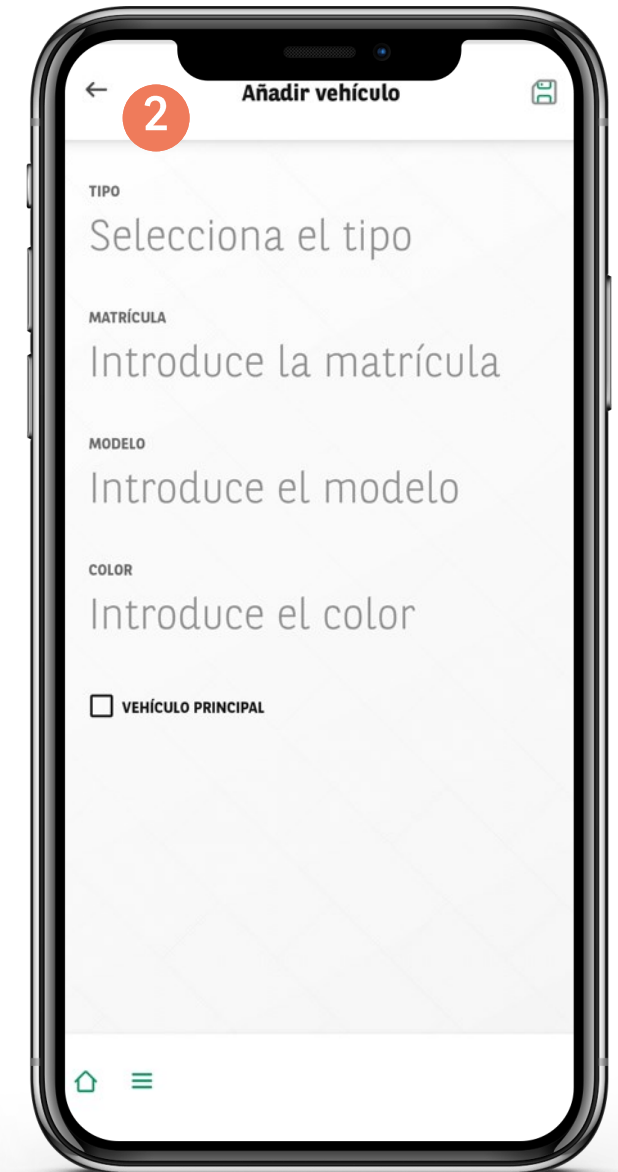 2
Añadir vehículo
TIPO
Selecciona el tipo
MATRÍCULA
Introduce la matrícula
MODELO
Introduce el modelo
COLOR
Introduce el color
VEHÍCULO PRINCIPAL